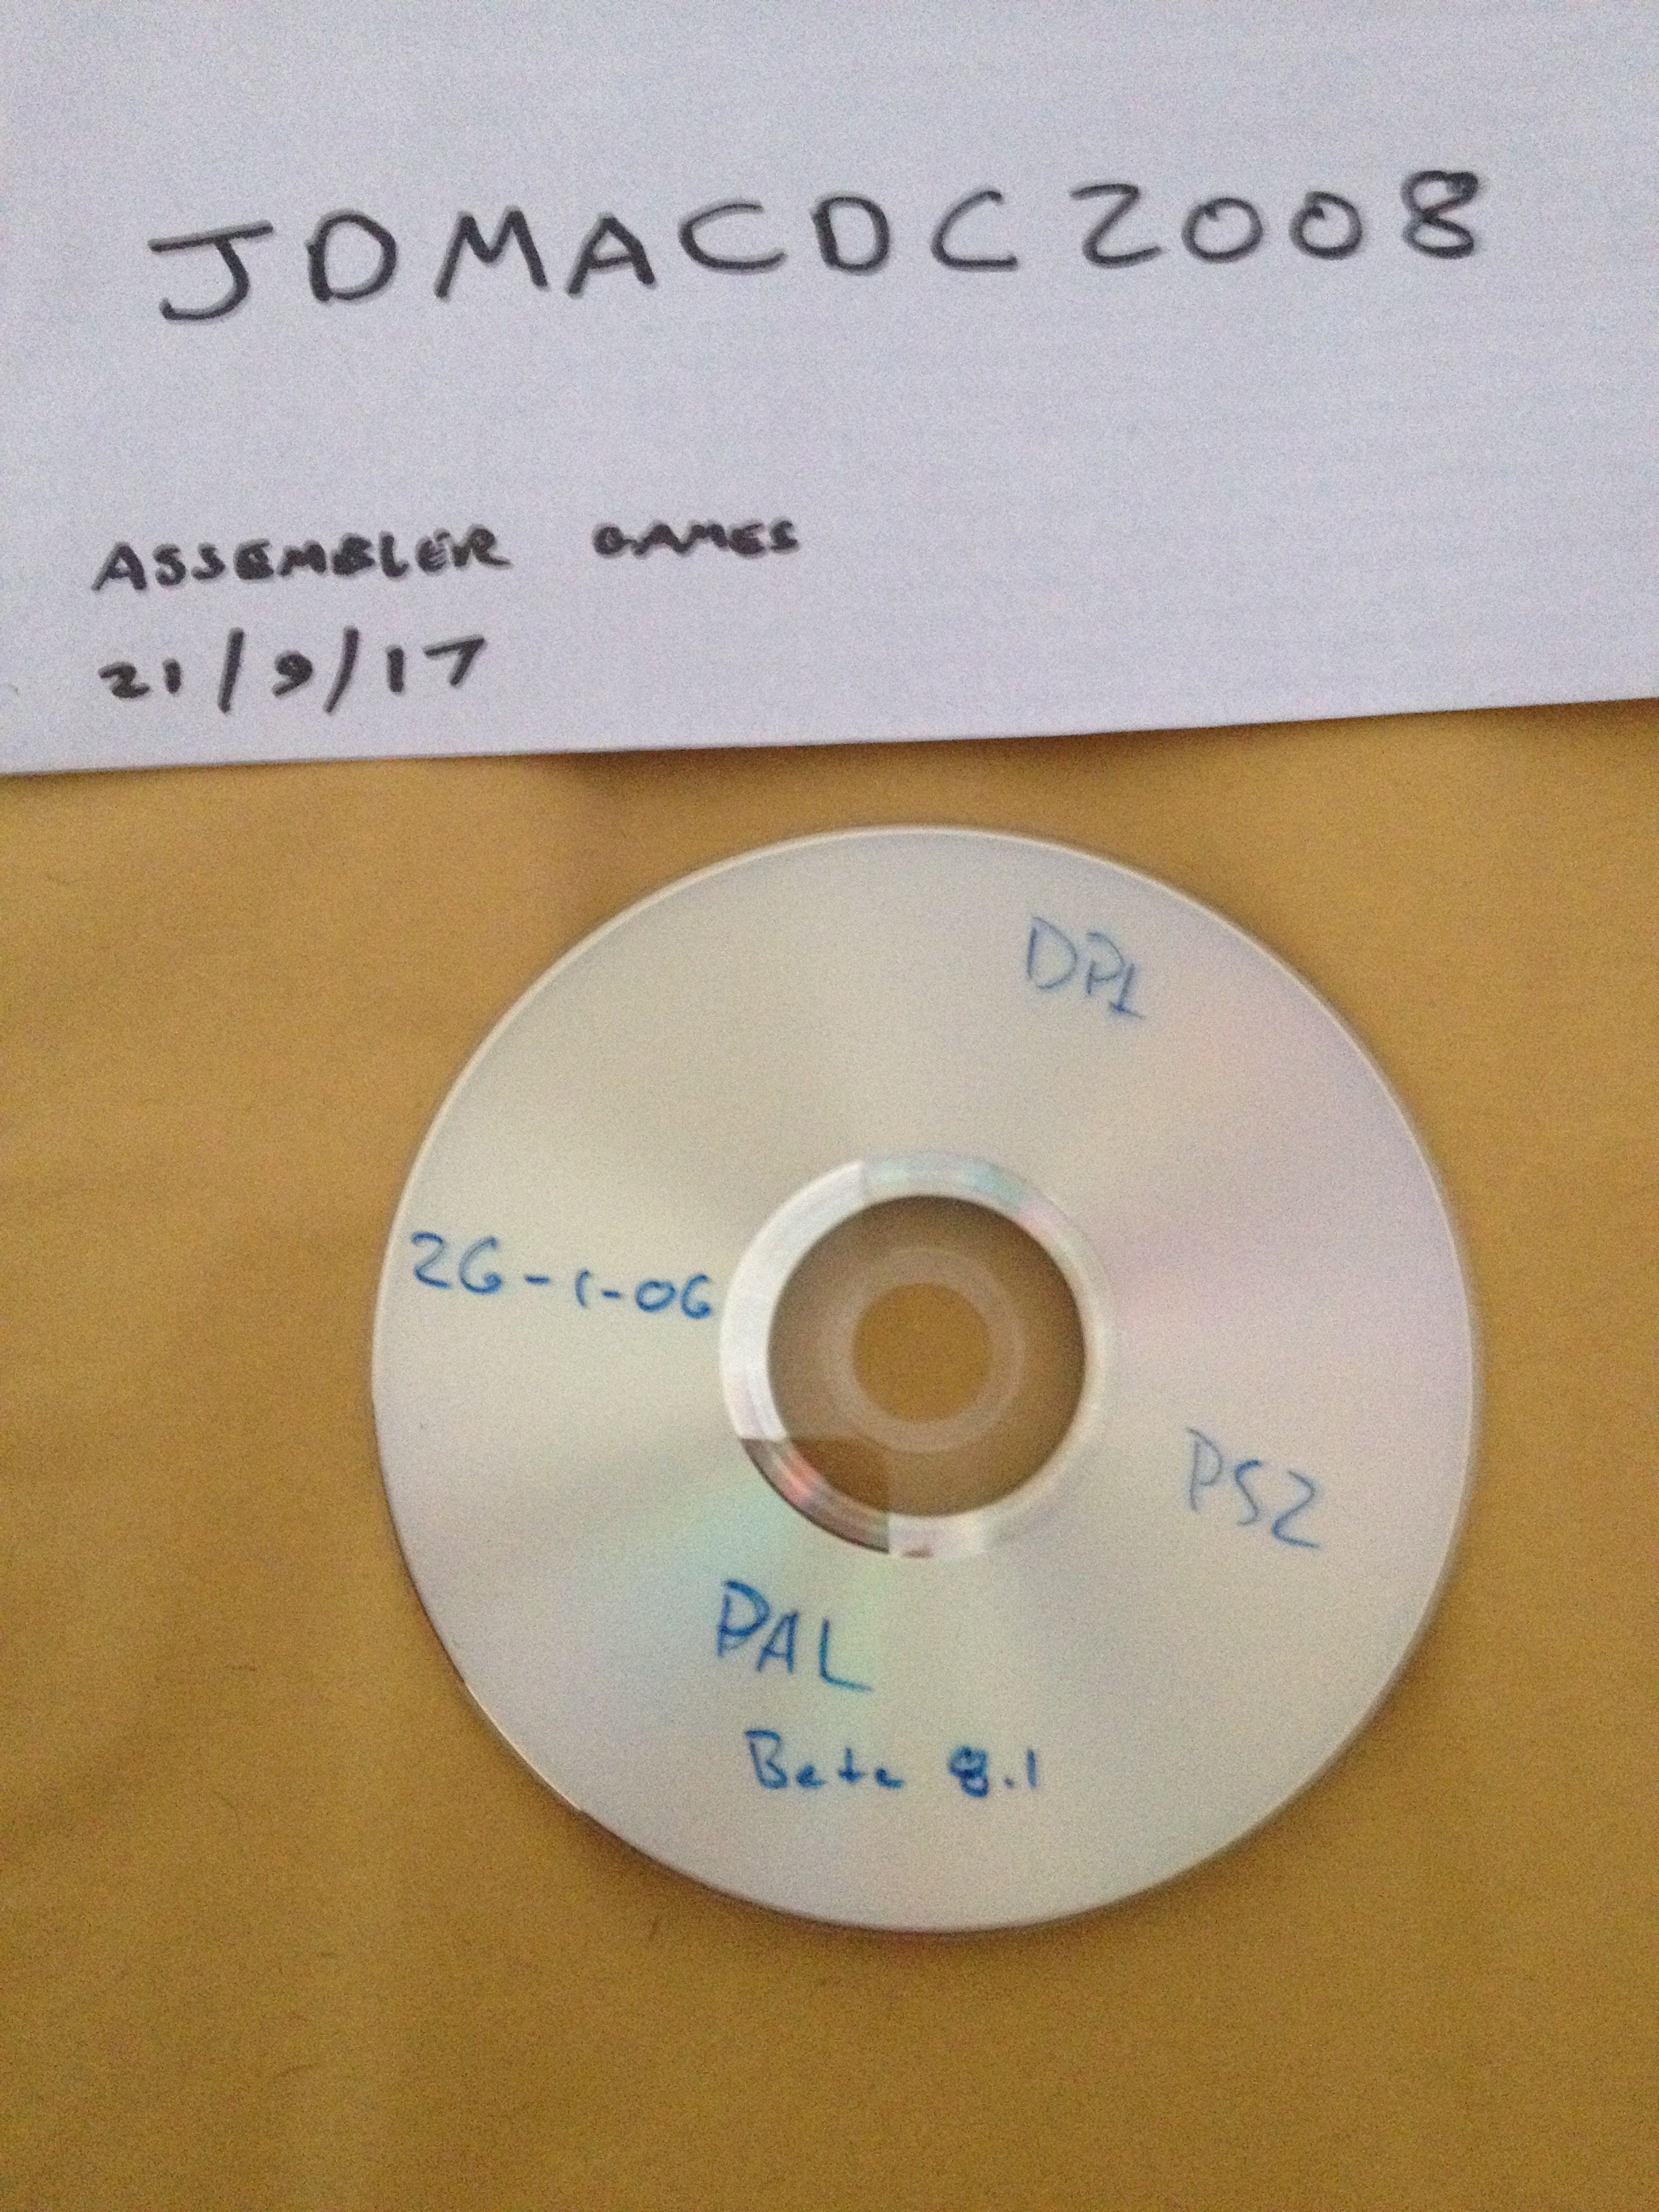 JDMACDC2008
ASSEMBLER GAMES
21/9/17
DP1
26-1-06
PS2
PAL
Beta 8.1